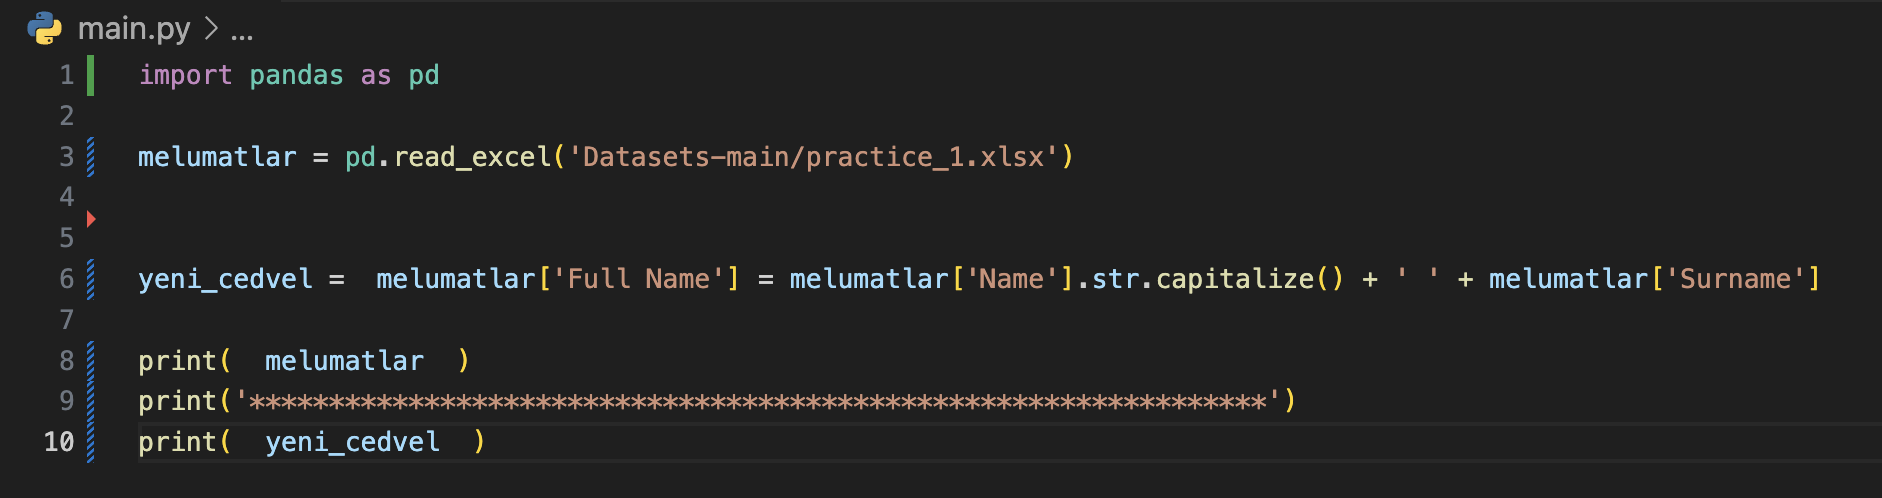 main.py > ...
1 import pandas as pd
2
3 melumatlar = pd.read_excel('Datasets-main/practice_1.xlsx')
4
5
6 yeni_cedvel =  melumatlar['Full Name'] = melumatlar['Name'].str.capitalize() + ' ' + melumatlar['Surname']
7
8 print(  melumatlar  )
9 print('****************************************************************')
10 print(  yeni_cedvel  )